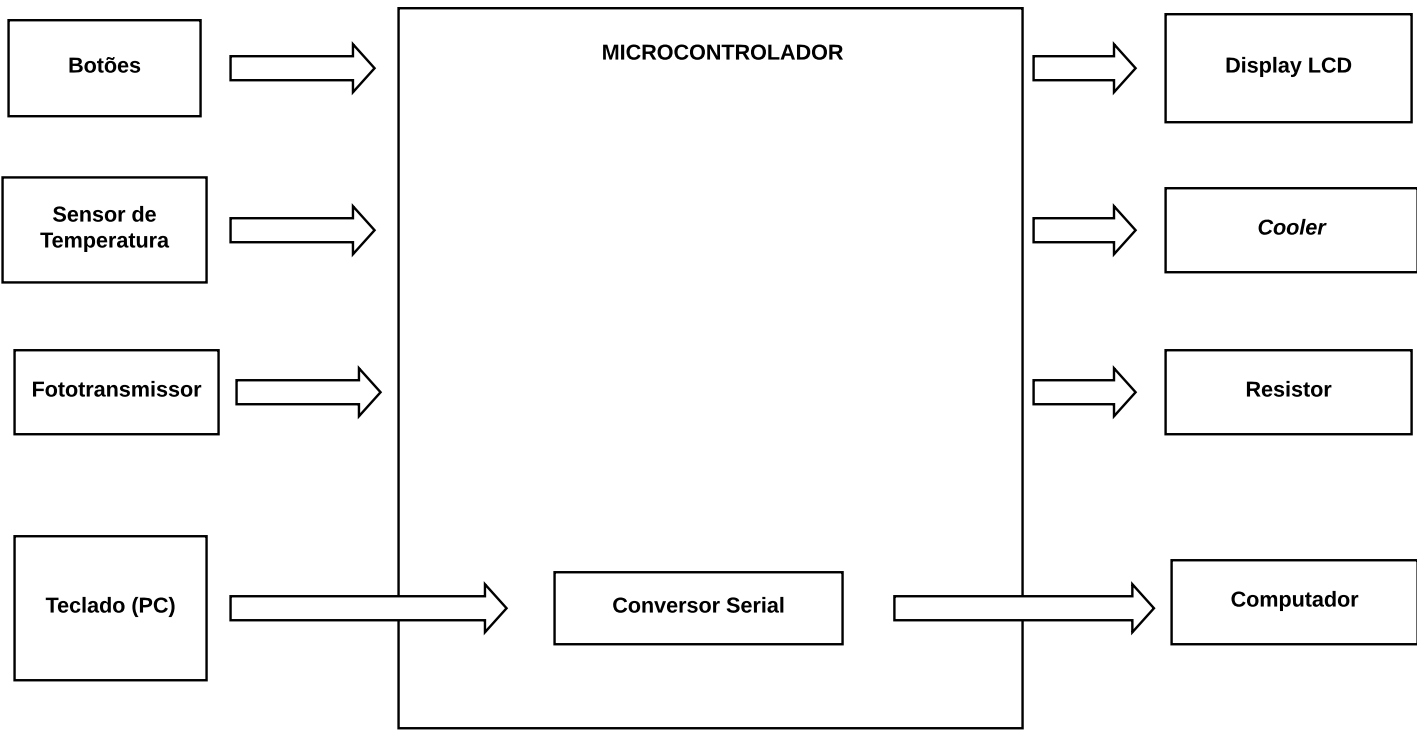 MICROCONTROLADOR
Botões
Display LCD
Sensor de
Temperatura
Cooler
Fototransmissor
Resistor
Teclado (PC)
Conversor Serial
Computador